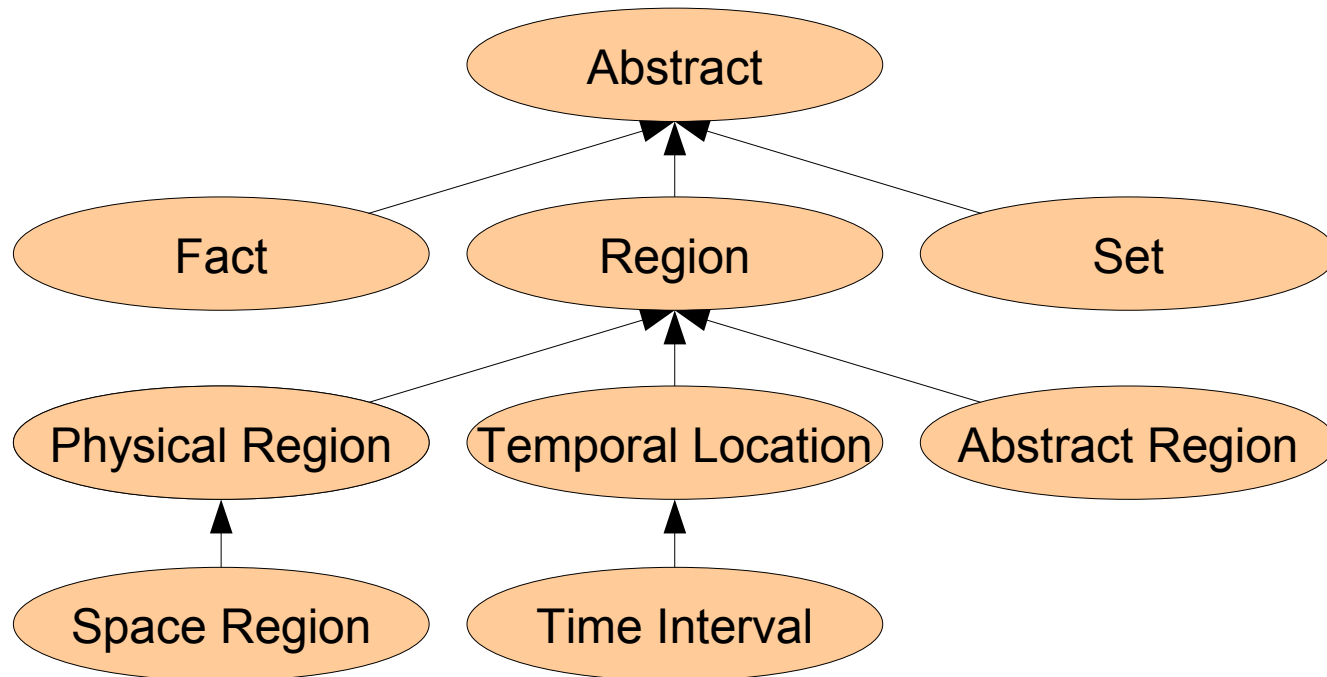 Abstract
Fact
Region
Set
Physical Region
Temporal Location
Abstract Region
Space Region
Time Interval